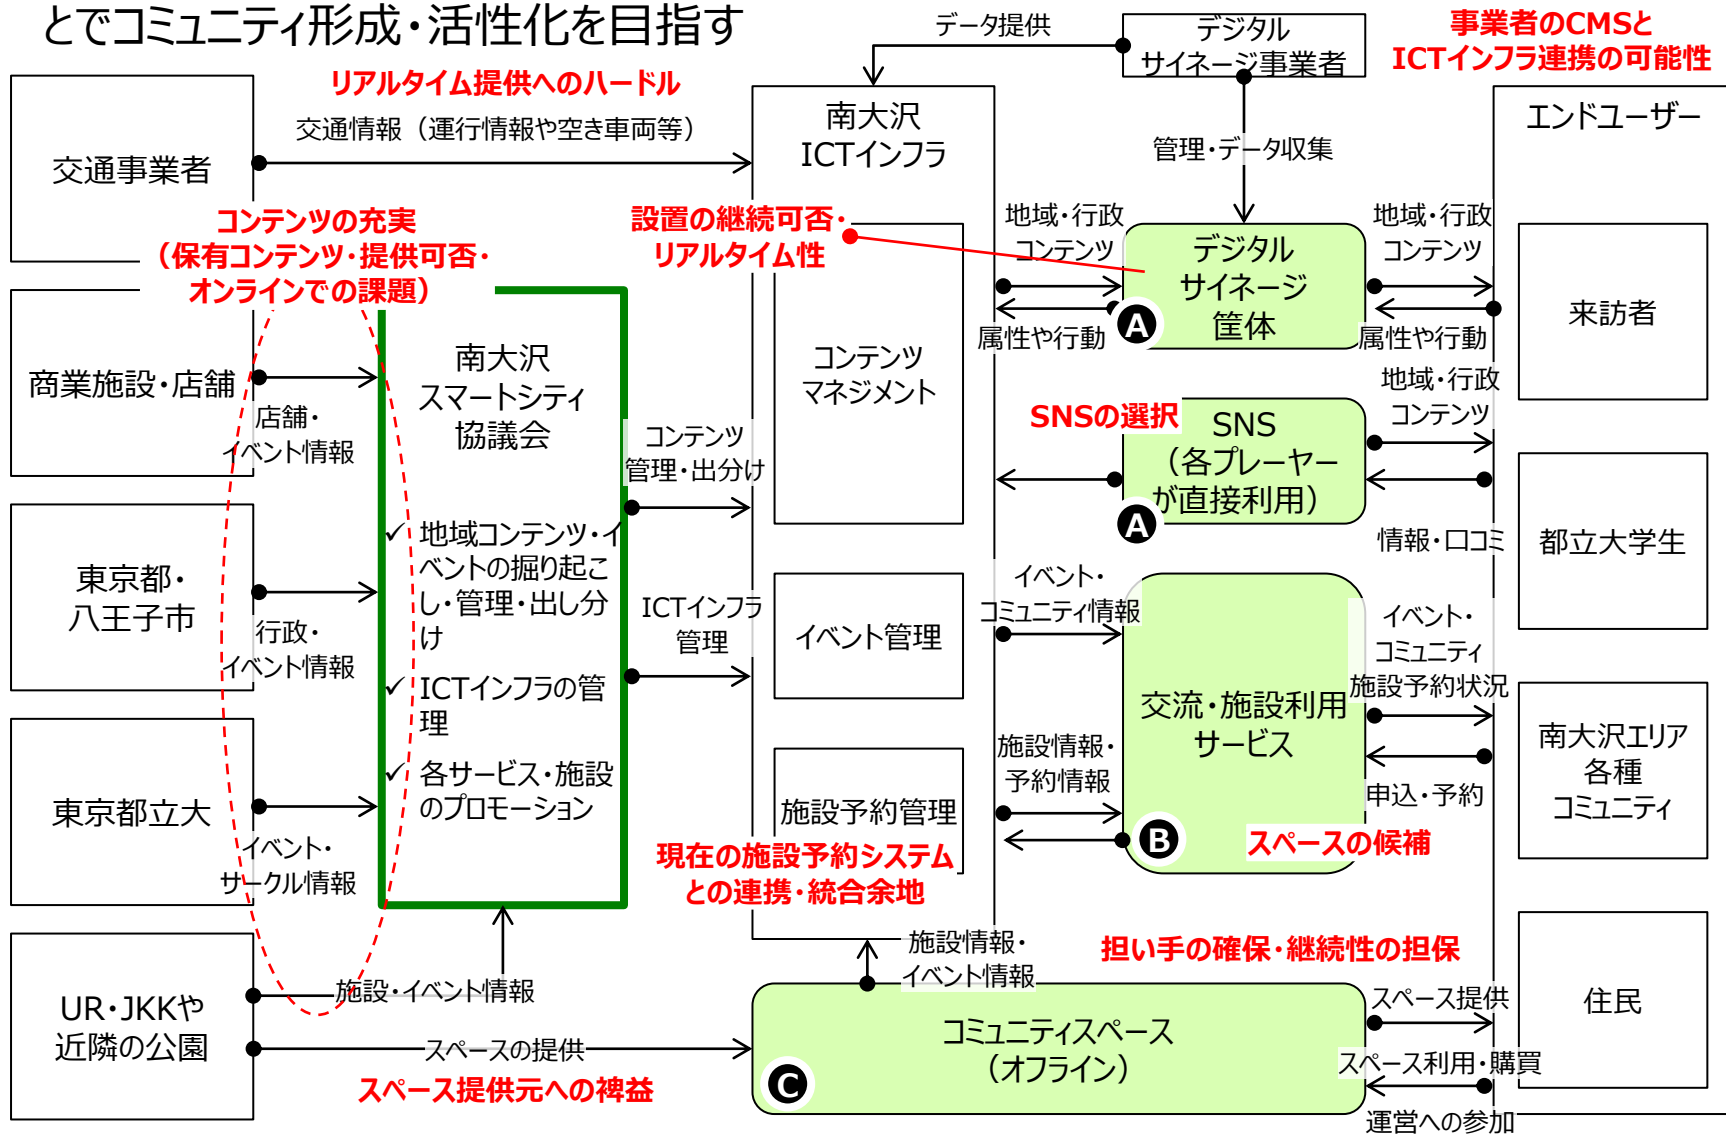 とでコミュニティ形成・活性化を目指す
データ提供
デジタル
サイネージ事業者
事業者のCMSと
ICTインフラ連携の可能性
リアルタイム提供へのハードル
交通情報（運行情報や空き車両等）
交通事業者
南大沢
ICTインフラ
管理・データ収集
エンドユーザー
コンテンツの充実
（保有コンテンツ・提供可否・
オンラインでの課題）
設置の継続可否・
リアルタイム性
地域・行政
コンテンツ
デジタル
サイネージ
筐体
A
属性や行動
地域・行政
コンテンツ
属性や行動
来訪者
商業施設・店舗
店舗・
イベント情報
南大沢
スマートシティ
協議会
コンテンツ
管理・出分け
コンテンツ
マネジメント
SNSの選択
SNS
（各プレーヤー
が直接利用）
A
地域・行政
コンテンツ
情報・口コミ
都立大学生
東京都・
八王子市
行政・
イベント情報
✓ 地域コンテンツ・イ
ベントの掘り起こ
し・管理・出し分
け
✓ ICTインフラの管
理
✓ 各サービス・施設
のプロモーション
ICTインフラ
管理
イベント管理
イベント・
コミュニティ情報
交流・施設利用
サービス
B
イベント・
コミュニティ
施設予約状況
申込・予約
スペースの候補
南大沢エリア
各種
コミュニティ
東京都立大
イベント・
サークル情報
施設予約管理
施設情報・
予約情報
現在の施設予約システム
との連携・統合余地
施設情報・
イベント情報
担い手の確保・継続性の担保
UR・JKKや
近隣の公園
施設・イベント情報
スペースの提供
スペース提供元への裨益
コミュニティスペース
（オフライン）
C
スペース提供
スペース利用・購買
運営への参加
住民